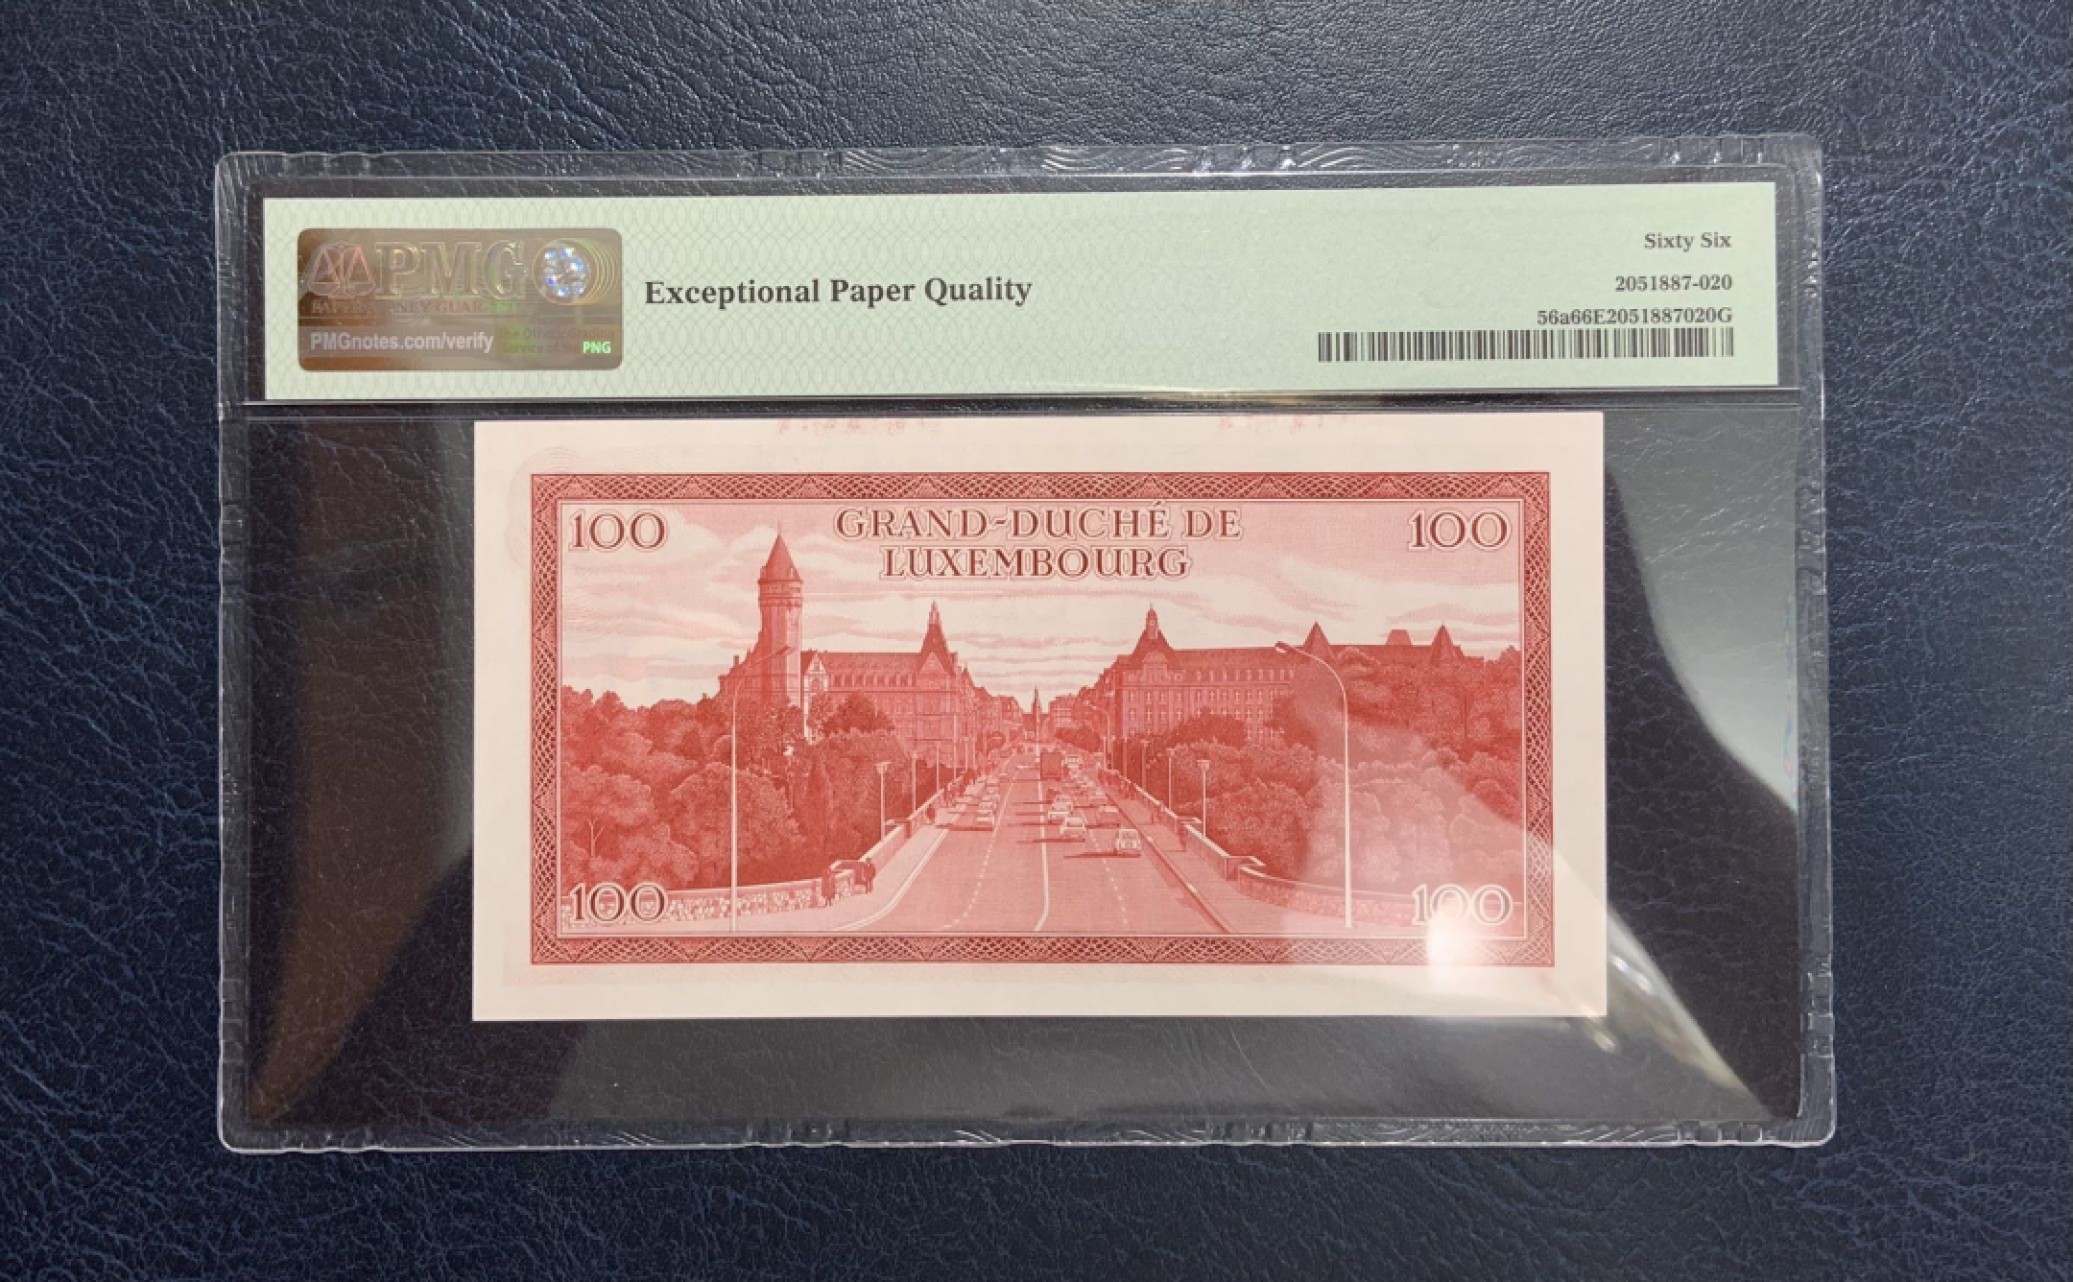 PMG
PMGnotes.com/verify
PNG
Exceptional Paper Quality
Sixty Six
2051887-020
56a66E2051887020G
100
GRAND-DUCHÉ DE
LUXEMBOURG
100
100
100